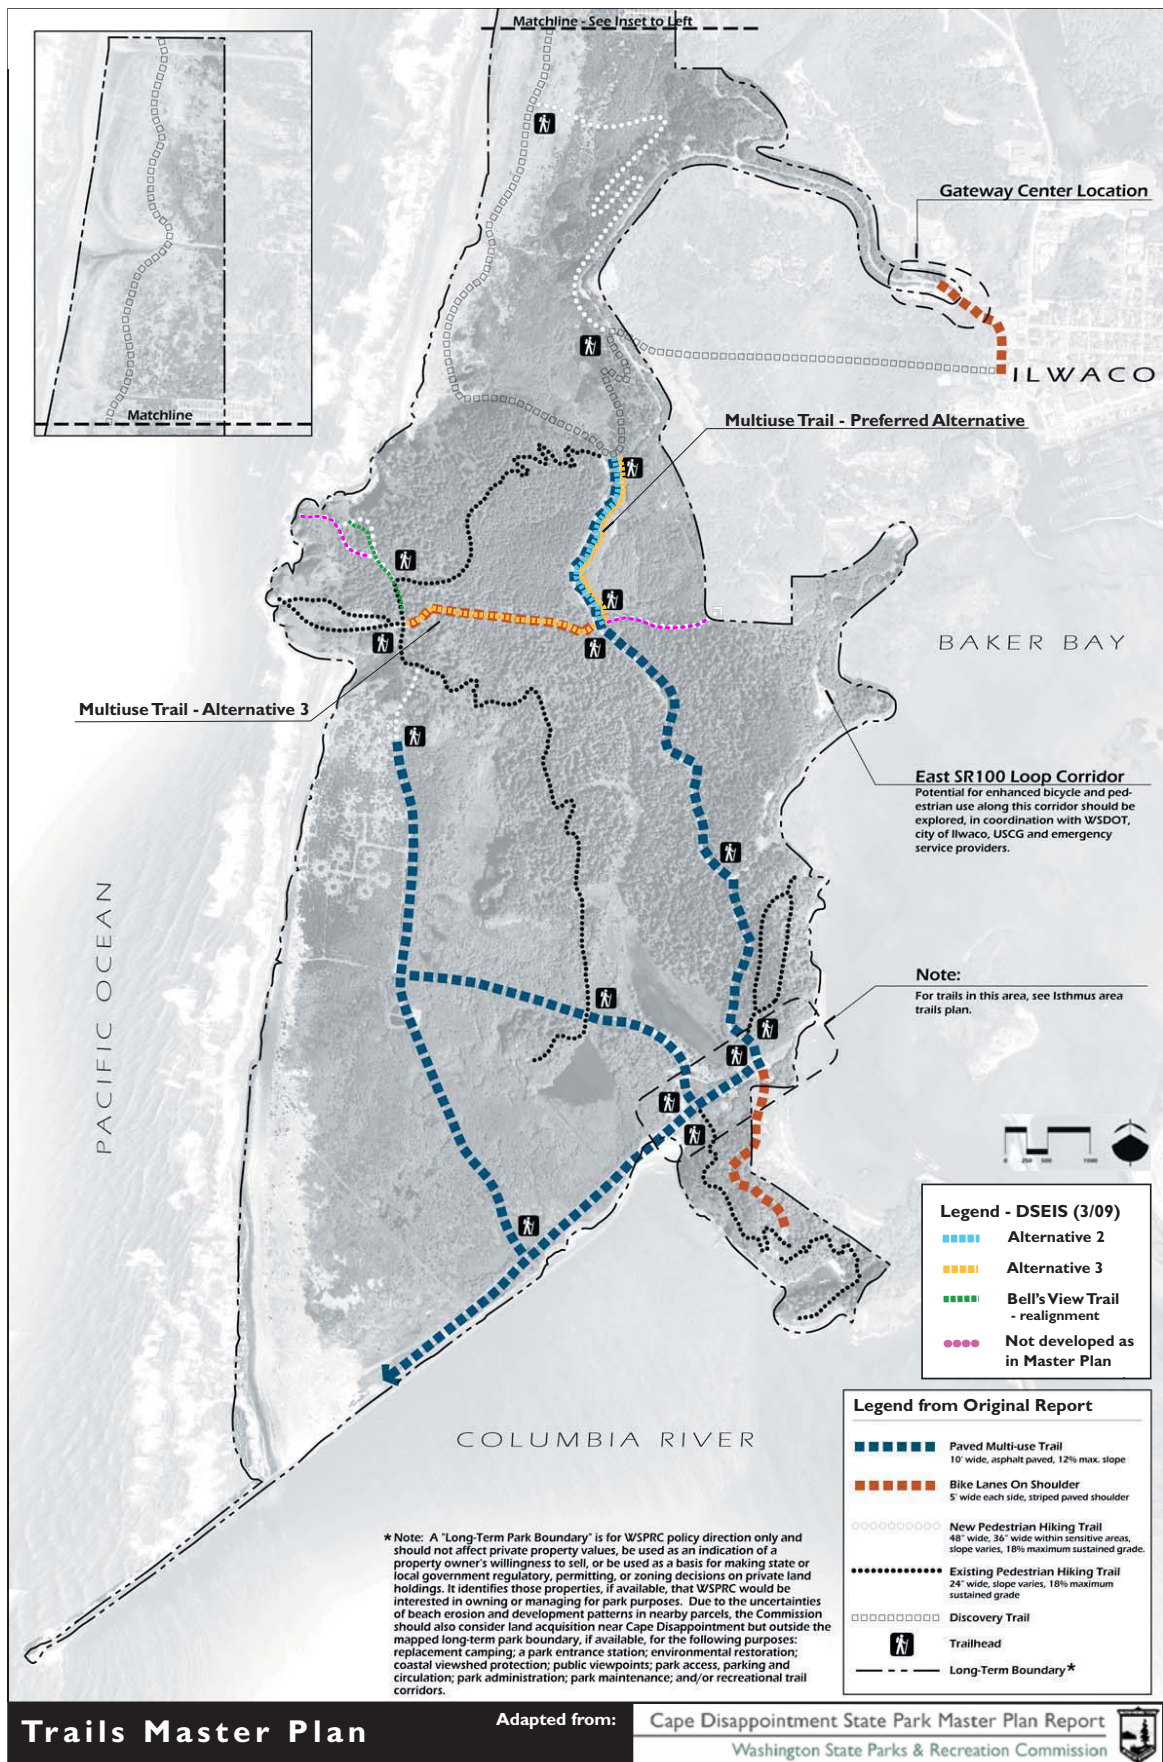 Matchline - See Inset to Left
Matchline
Gateway Center Location
ILWACO
Multiuse Trail - Preferred Alternative
BAKER BAY
Multiuse Trail - Alternative 3
East SR100 Loop Corridor
Potential for enhanced bicycle and ped-
estrian use along this corridor should be
explored, in coordination with WSDOT,
city of Ilwaco, USCG and emergency
service providers.
PACIFIC OCEAN
Note:
For trails in this area, see Isthmus area
trails plan.
0 250 500 1000
Legend - DSEIS (3/09)
Alternative 2
Alternative 3
Bell's View Trail
- realignment
Not developed as
in Master Plan
COLUMBIA RIVER
Legend from Original Report
Paved Multi-use Trail
10' wide, asphalt paved, 12% max. slope
Bike Lanes On Shoulder
5' wide each side, striped paved shoulder
New Pedestrian Hiking Trail
48" wide, 36" wide within sensitive areas,
slope varies, 18% maximum sustained grade.
Existing Pedestrian Hiking Trail
24" wide, slope varies, 18% maximum
sustained grade
Discovery Trail
Trailhead
Long-Term Boundary*
* Note: A "Long-Term Park Boundary" is for WSPRC policy direction only and
should not affect private property values, be used as an indication of a
property owner's willingness to sell, or be used as a basis for making state or
local government regulatory, permitting, or zoning decisions on private land
holdings. It identifies those properties, if available, that WSPRC would be
interested in owning or managing for park purposes. Due to the uncertainties
of beach erosion and development patterns in nearby parcels, the Commission
should also consider land acquisition near Cape Disappointment but outside the
mapped long-term park boundary, if available, for the following purposes:
replacement camping; a park entrance station; environmental restoration;
coastal viewshed protection; public viewpoints; park access, parking and
circulation; park administration; park maintenance; and/or recreational trail
corridors.
Trails Master Plan
Adapted from:
Cape Disappointment State Park Master Plan Report
Washington State Parks & Recreation Commission